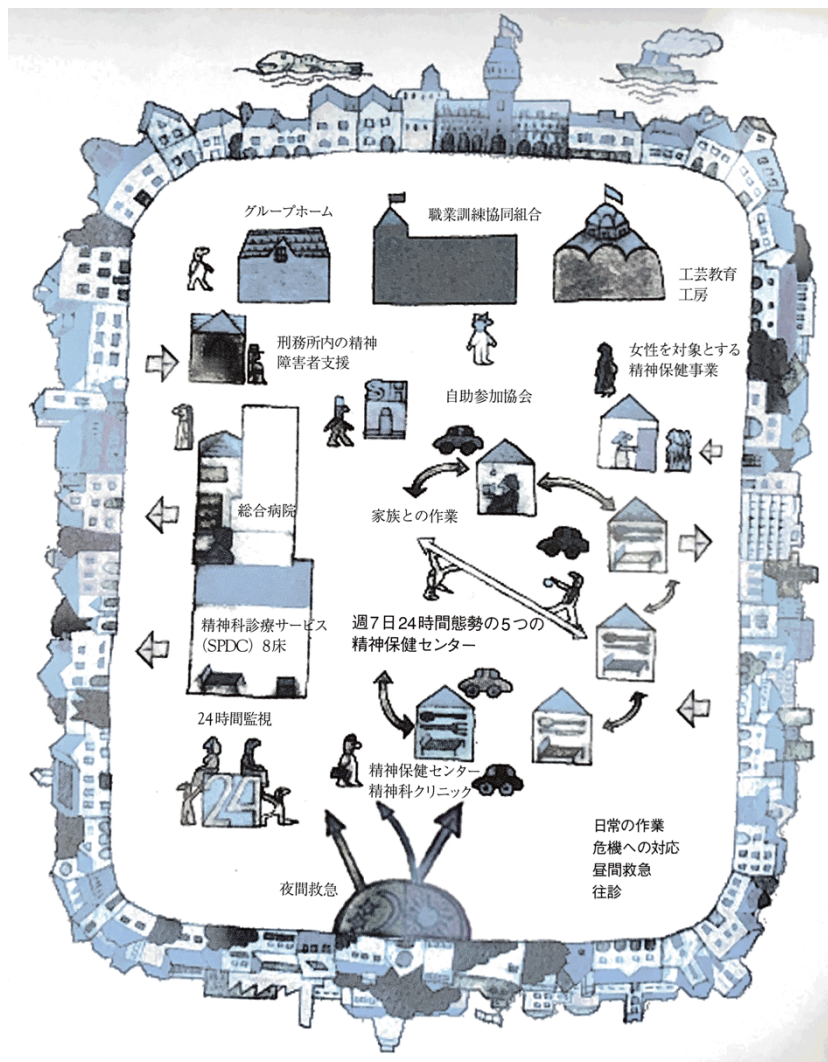 グループホーム
職業訓練協同組合
工芸教育
工房
刑務所内の精神
障害者支援
女性を対象とする
精神保健事業
SH
自助参加協会
総合病院
家族との作業
精神科診療サービス
(SPDC) 8床
週7日24時間態勢の5つの
精神保健センター
24時間監視
24
精神保健センター
精神科クリニック
日常の作業
危機への対応
昼間救急
往診
夜間救急